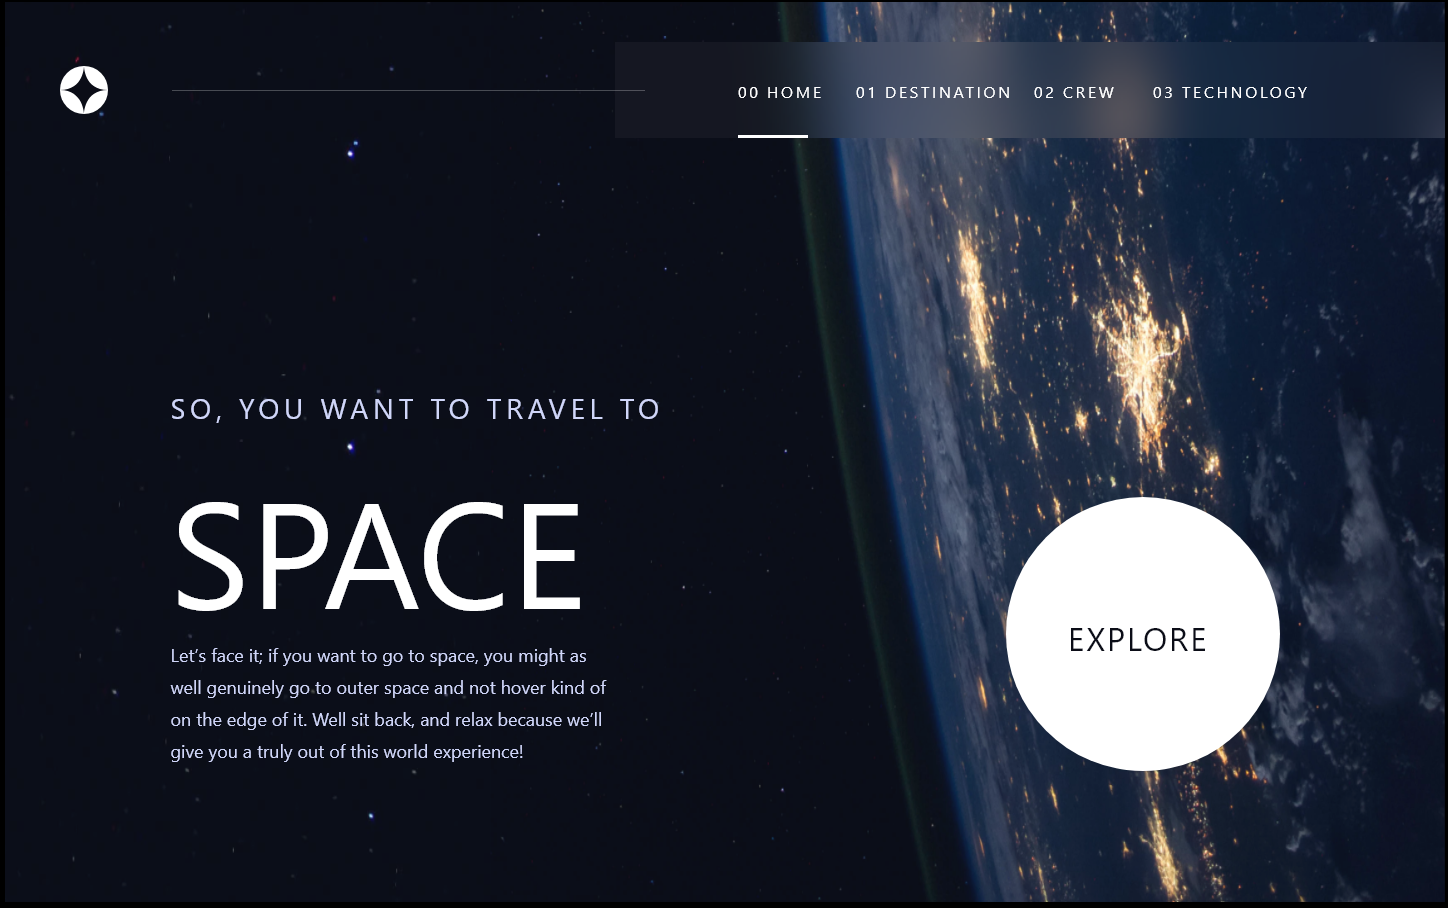 00 HOME 01 DESTINATION 02 CREW 03 TECHNOLOGY
SO, YOU WANT TO TRAVEL TO
SPACE
Let’s face it; if you want to go to space, you might as
well genuinely go to outer space and not hover kind of
on the edge of it. Well sit back, and relax because we’ll
give you a truly out of this world experience!
EXPLORE